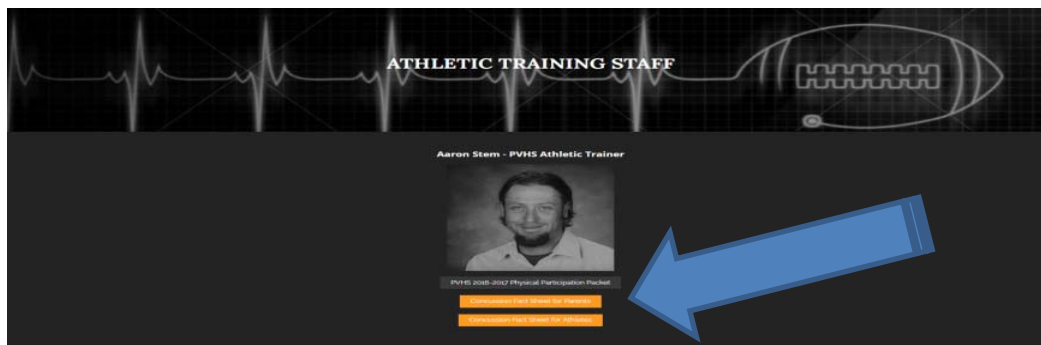 ATHLETIC TRAINING STAFF
Aaron Stem - PVHS Athletic Trainer
PVHS 2016-2017 Physical Participation Packet
Concussion Fact Sheet for Parents
Concussion Fact Sheet for Athletes